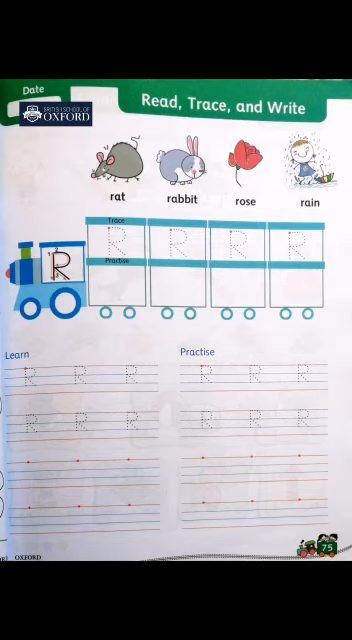 Date
BRITISH SCHOOL OF
OXFORD
Read, Trace, and Write
rat rabbit rose rain
Trace
R R R R R
Practise
Learn Practise
R R R R R R
R R R R R R
75
OXFORD